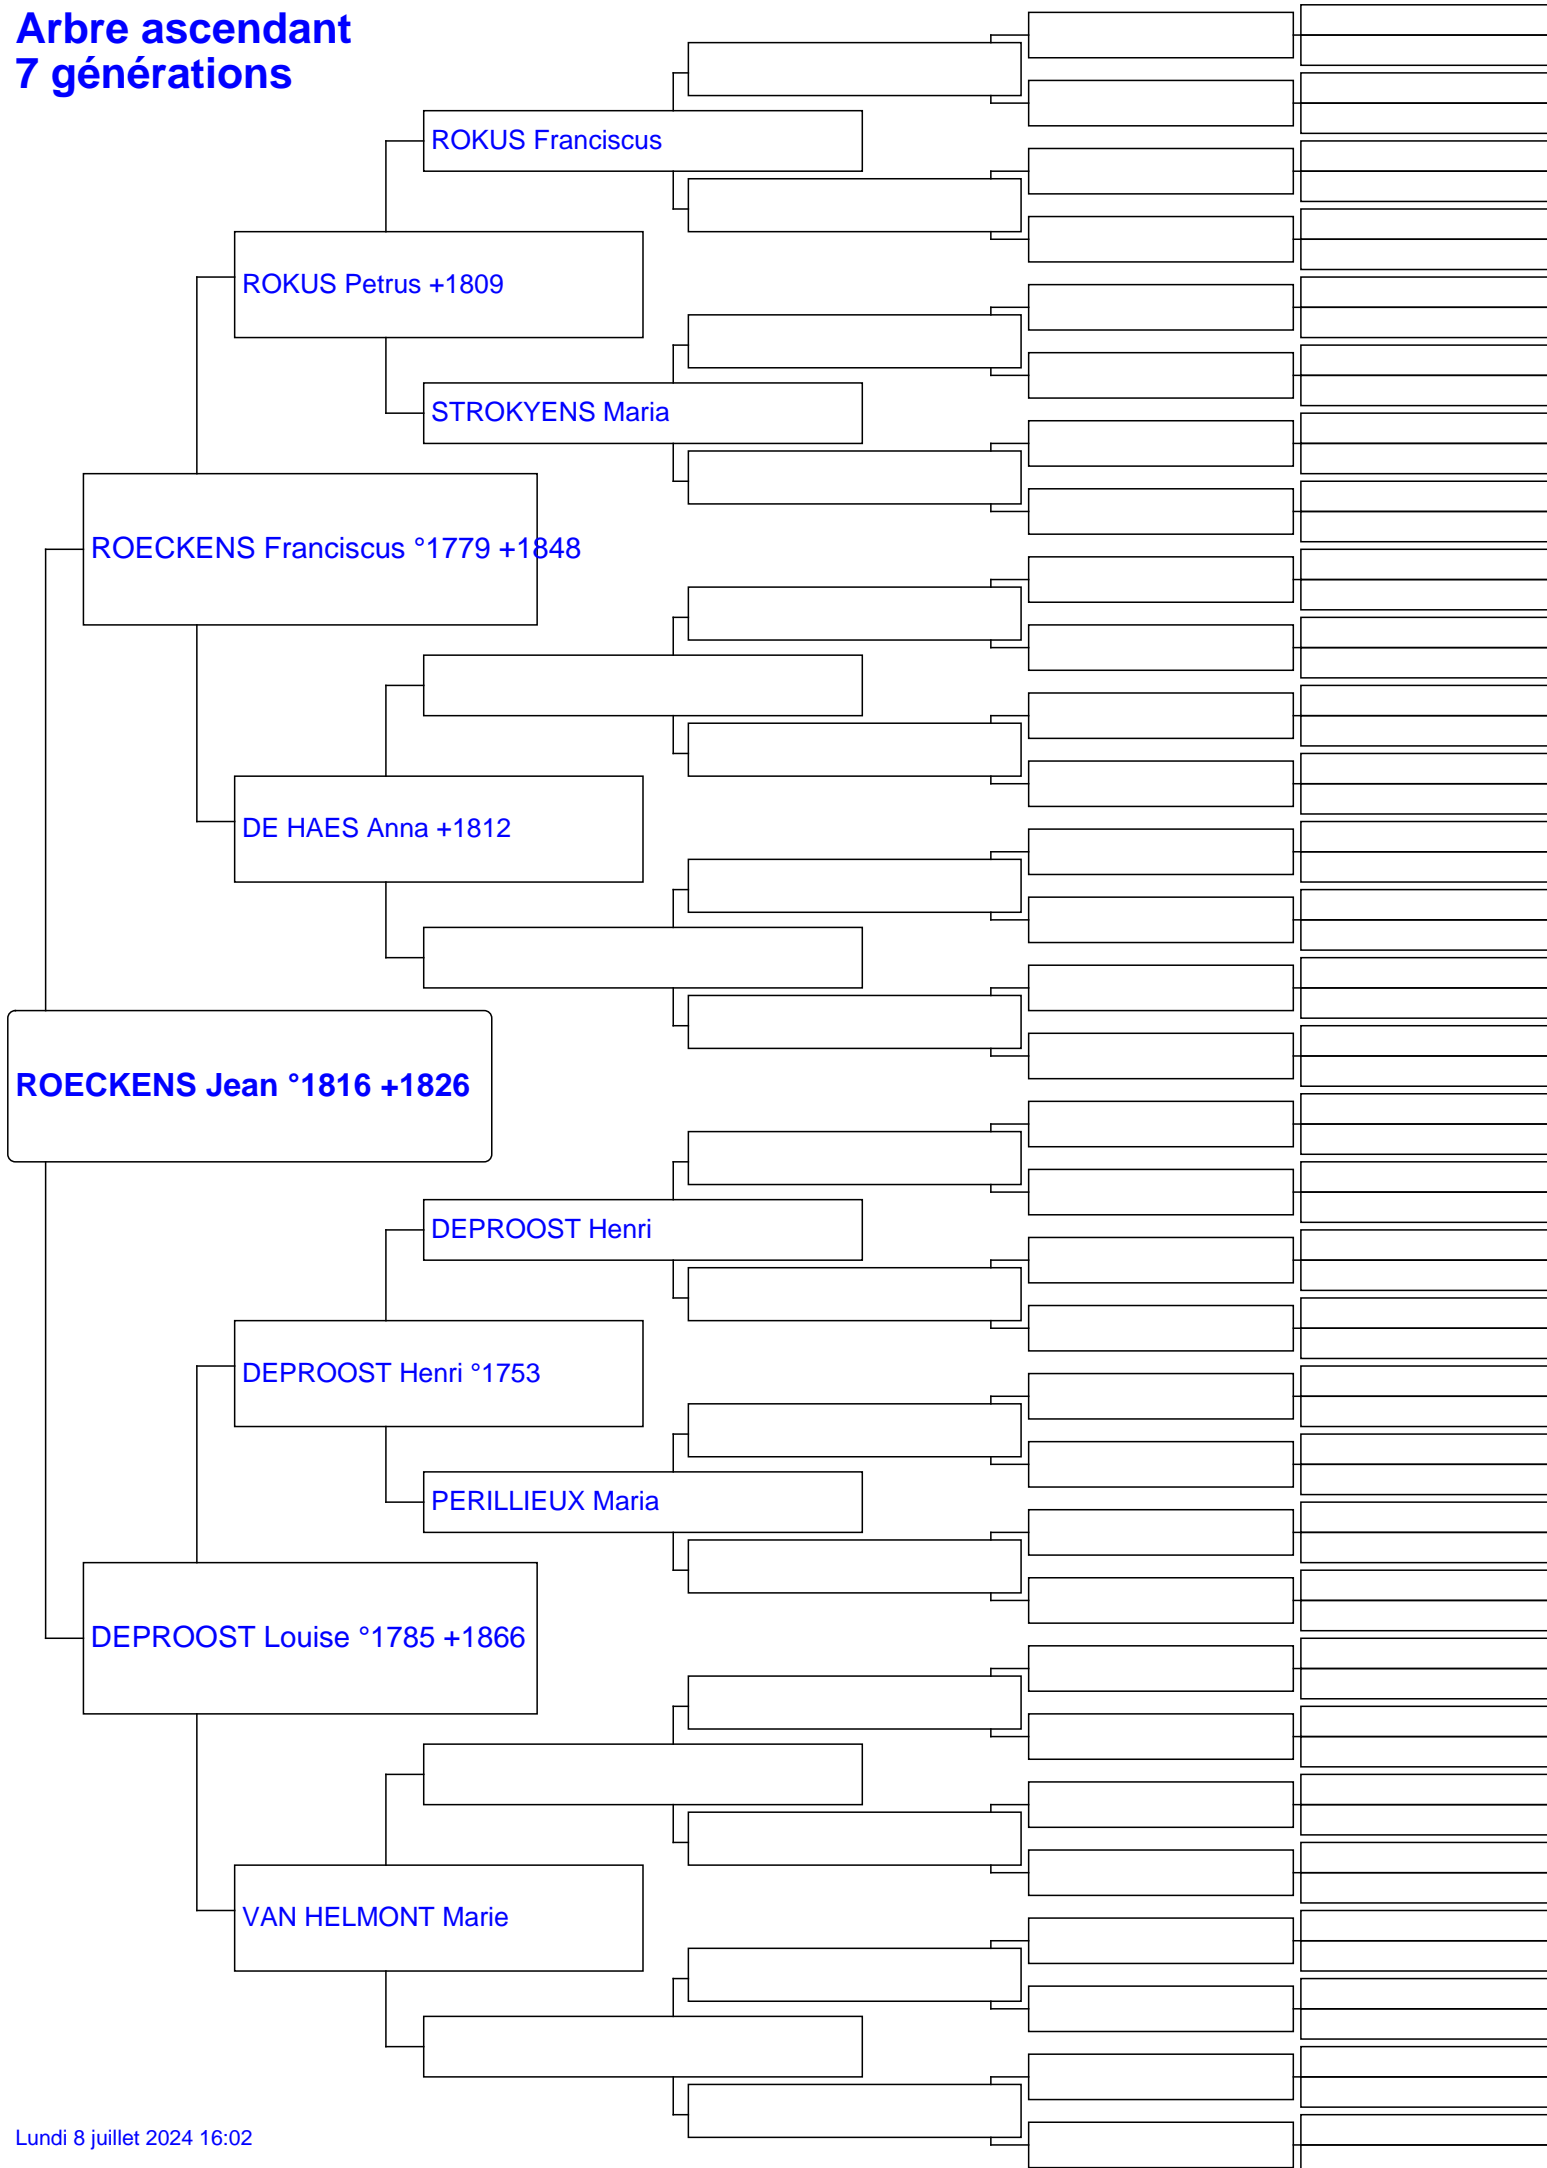 Arbre ascendant
7 générations
ROKUS Franciscus
ROKUS Petrus +1809
STROKYENS Maria
ROECKENS Franciscus °1779 +1848
DE HAES Anna +1812
ROECKENS Jean °1816 +1826
DEPROOST Henri
DEPROOST Henri °1753
PERILLIEUX Maria
DEPROOST Louise °1785 +1866
VAN HELMONT Marie
Lundi 8 juillet 2024 16:02